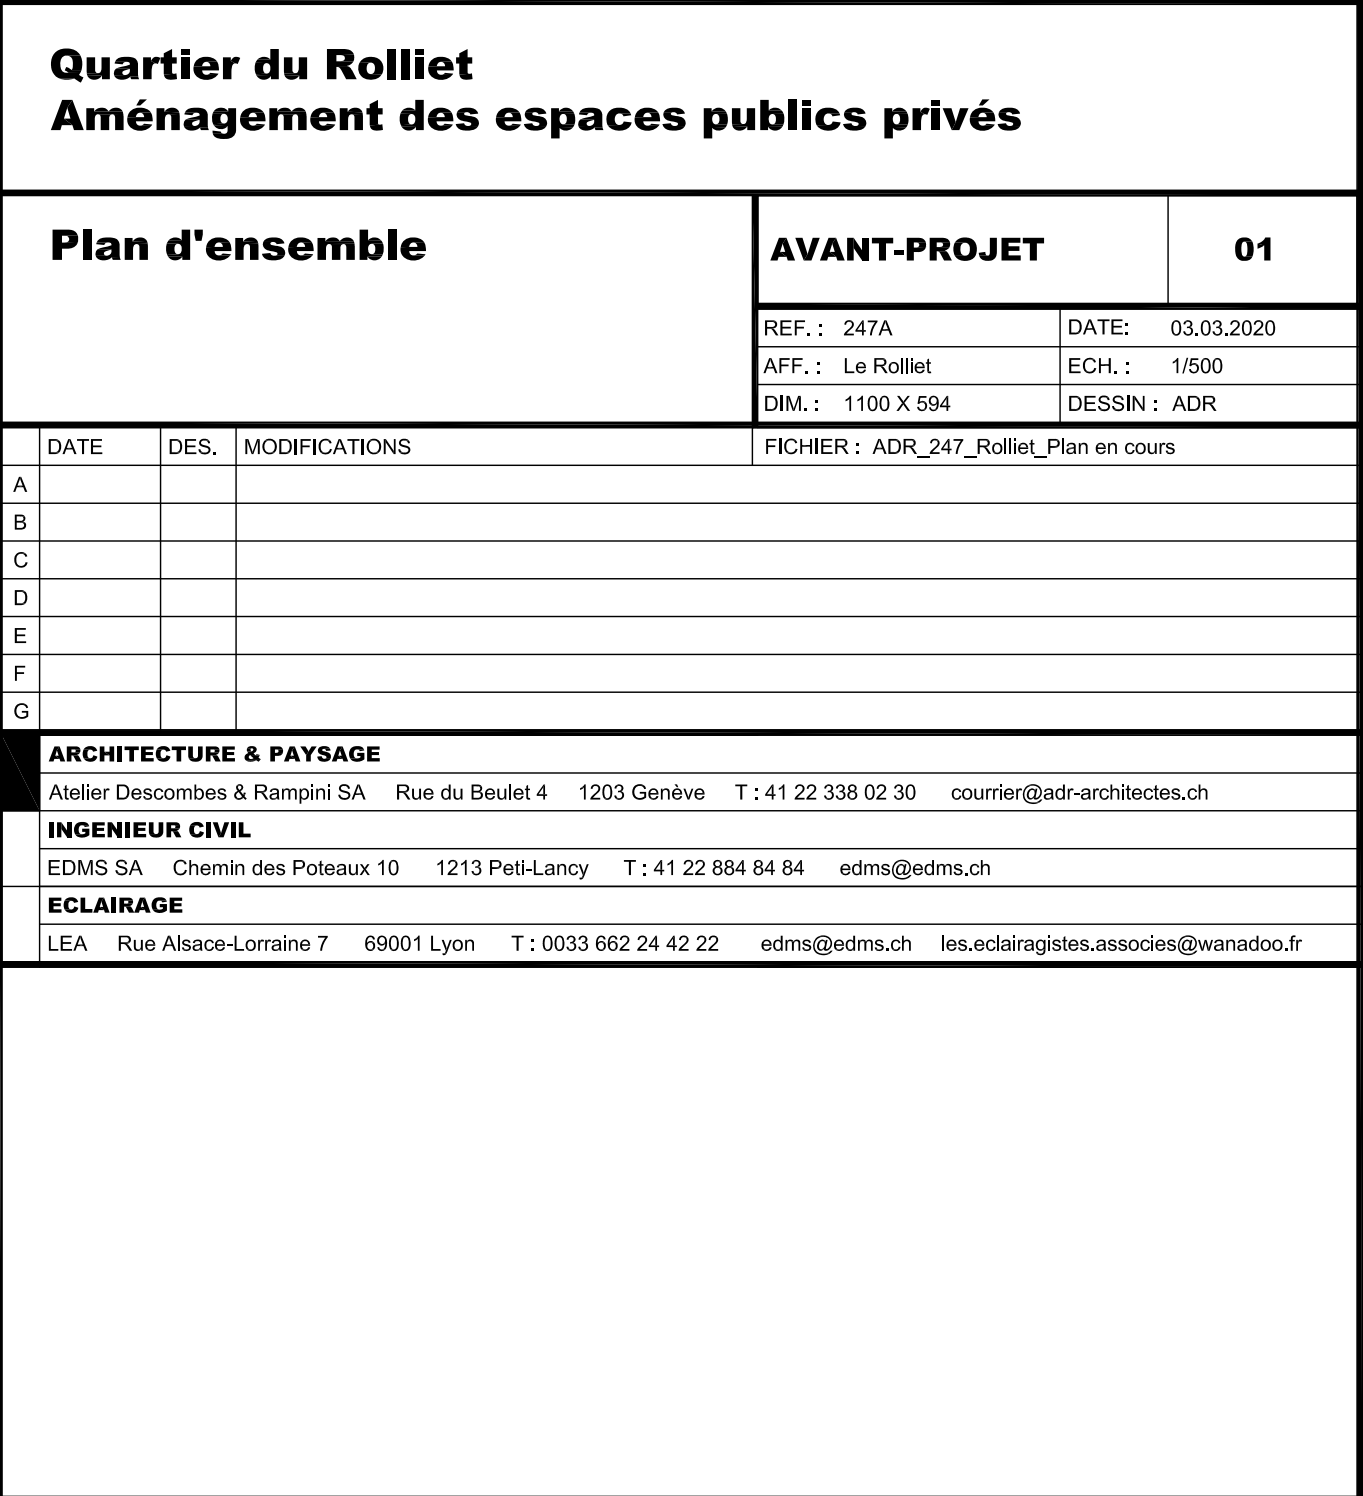 Quartier du Rolliet
Aménagement des espaces publics privés
Plan d'ensemble
AVANT-PROJET 01
REF. : 247A DATE: 03.03.2020
AFF. : Le Rolliet ECH. : 1/500
DIM. : 1100 X 594 DESSIN : ADR
DATE DES. MODIFICATIONS FICHIER : ADR_247_Rolliet_Plan en cours
A
B
C
D
E
F
G
ARCHITECTURE & PAYSAGE
Atelier Descombes & Rampini SA Rue du Beulet 4 1203 Genève T : 41 22 338 02 30 courrier@adr-architectes.ch
INGENIEUR CIVIL
EDMS SA Chemin des Poteaux 10 1213 Peti-Lancy T : 41 22 884 84 84 edms@edms.ch
ECLAIRAGE
LEA Rue Alsace-Lorraine 7 69001 Lyon T : 0033 662 24 42 22 edms@edms.ch les.eclairagistes.associes@wanadoo.fr